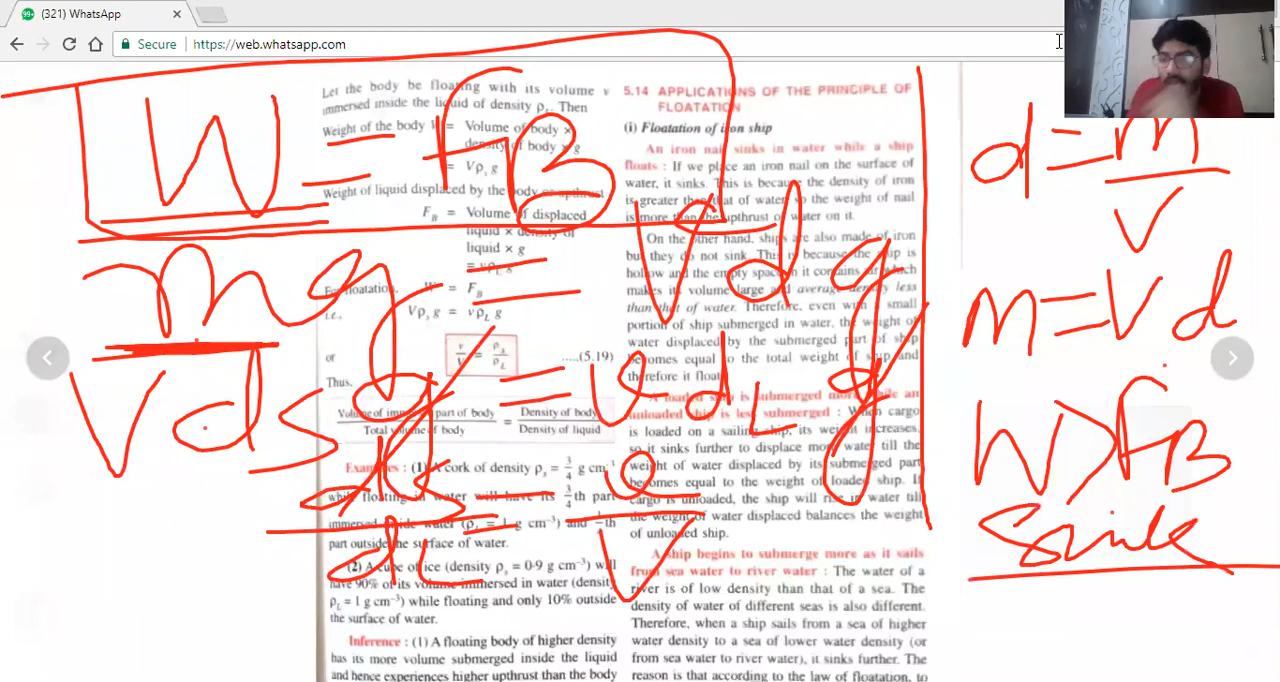 (321) WhatsApp
Secure
https://web.whatsapp.com
Let the body be floating with its volume v
immersed inside the liquid of density ρL. Then
Weight of the body W = Volume of body ×
density of body × g
= Vρs g
Weight of liquid displaced by the body or upthrust
FB = Volume of displaced
liquid × density of
liquid × g
= vρL g
For floatation, W = FB
i.e., Vρs g = vρL g
or v/V = ρs/ρL .....(5.19)
Thus,
Volume of immersed part of body / Total volume of body = Density of body / Density of liquid
Examples : (1) A cork of density ρs = 3/4 g cm⁻³
while floating in water will have its 3/4 th part
immersed inside water (ρL = 1 g cm⁻³) and th
part outside the surface of water.
(2) A cube of ice (density ρs = 0·9 g cm⁻³) will
have 90% of its volume immersed in water (density
ρL = 1 g cm⁻³) while floating and only 10% outside
the surface of water.
Inference : (1) A floating body of higher density
has its more volume submerged inside the liquid
and hence experiences higher upthrust than the body
5.14 APPLICATIONS OF THE PRINCIPLE OF
FLOATATION
(i) Floatation of iron ship
An iron nail sinks in water while a ship
floats : If we place an iron nail on the surface of
water, it sinks. This is because the density of iron
is greater than that of water, so the weight of nail
is more than the upthrust of water on it.
On the other hand, ships are also made of iron
but they do not sink. This is because the ship is
hollow and the empty space in it contains air which
makes its volume large and average density less
than that of water. Therefore, even with a small
portion of ship submerged in water, the weight of
water displaced by the submerged part of ship
becomes equal to the total weight of ship and
therefore it floats.
A loaded ship is submerged more while an
unloaded ship is less submerged : When cargo
is loaded on a sailing ship, its weight increases,
so it sinks further to displace more water till the
weight of water displaced by its submerged part
becomes equal to the weight of loaded ship. If
cargo is unloaded, the ship will rise in water till
the weight of water displaced balances the weight
of unloaded ship.
A ship begins to submerge more as it sails
from sea water to river water : The water of a
river is of low density than that of a sea. The
density of water of different seas is also different.
Therefore, when a ship sails from a sea of higher
water density to a sea of lower water density (or
from sea water to river water), it sinks further. The
reason is that according to the law of floatation, to
W = FB
mg
V d g
V ds g = v dL g
ds/dL = v/V
d = m/V
m = V d
W > FB
Sink